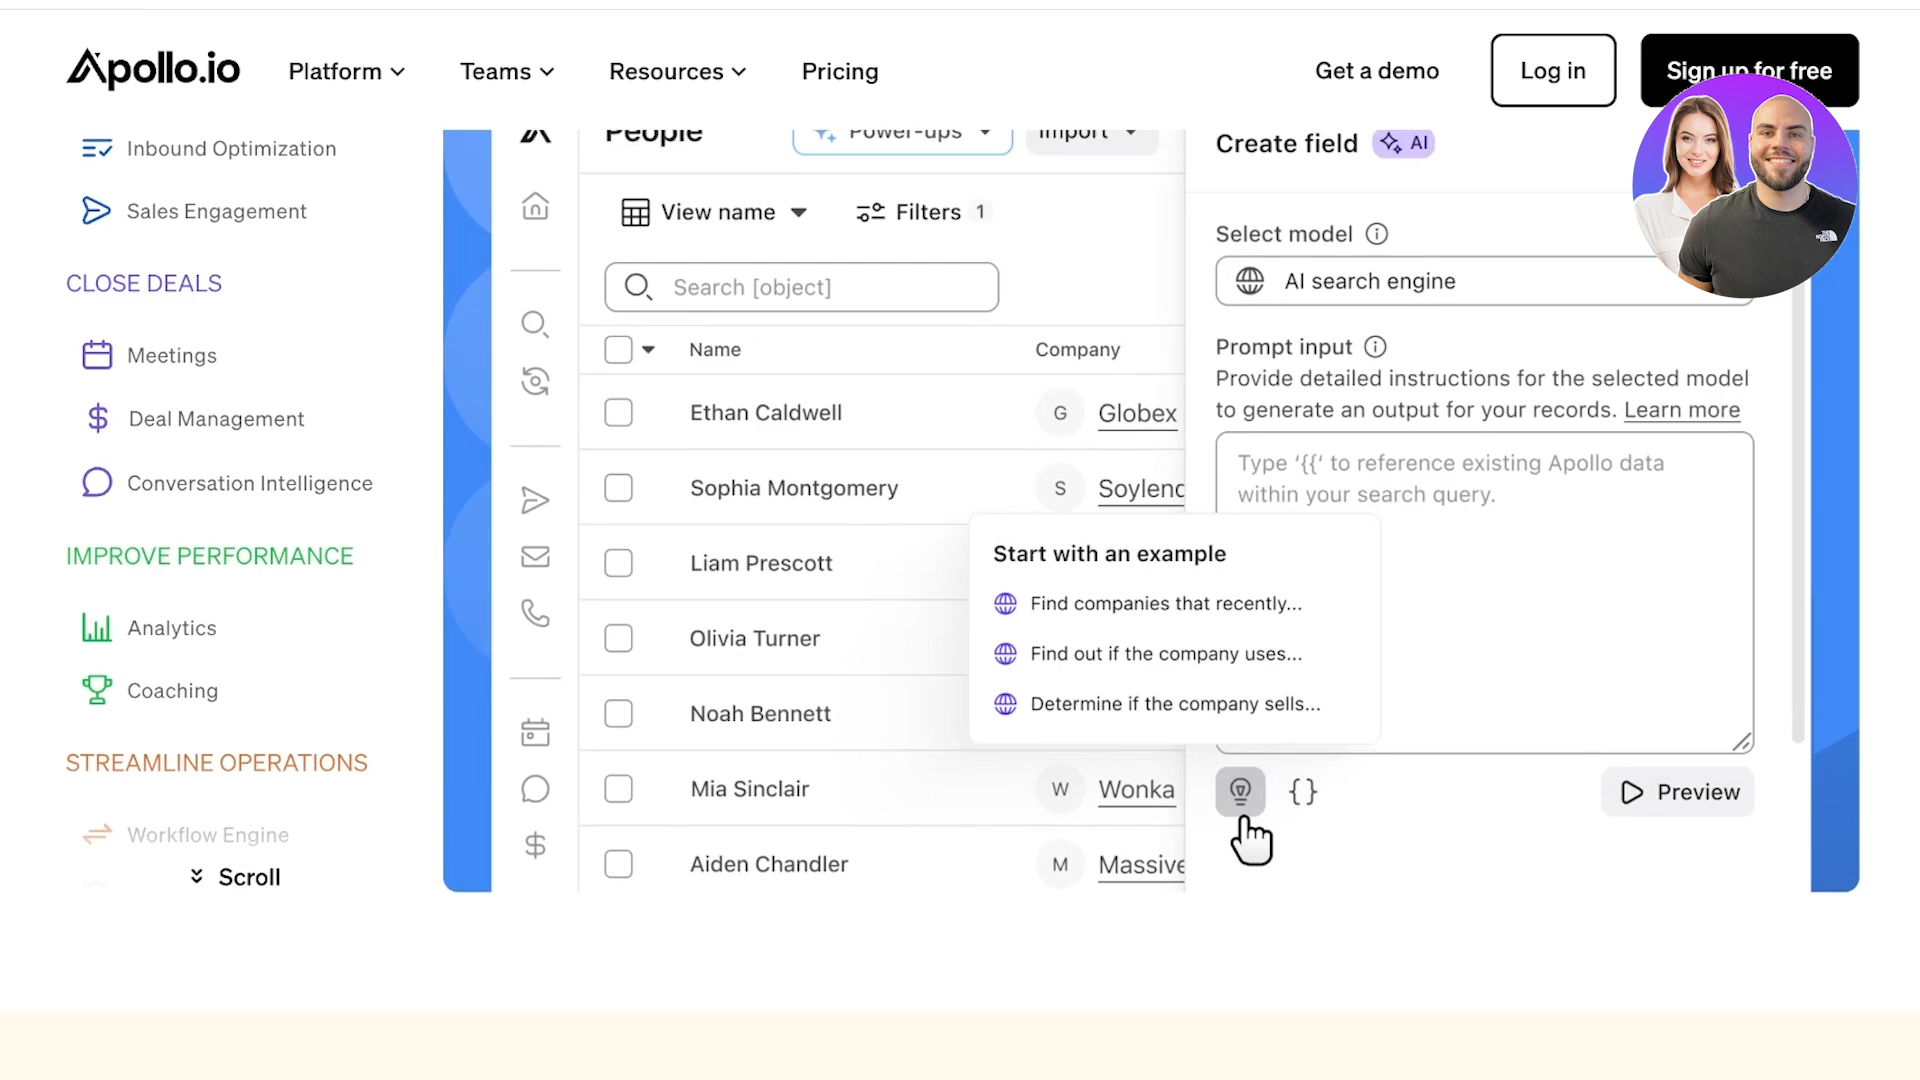 Apollo.io
Platform
Teams
Resources
Pricing
Get a demo
Log in
Sign up for free
Inbound Optimization
Sales Engagement
CLOSE DEALS
Meetings
Deal Management
Conversation Intelligence
IMPROVE PERFORMANCE
Analytics
Coaching
STREAMLINE OPERATIONS
Workflow Engine
Scroll
People
Power-ups
Import
View name
Filters 1
Search [object]
Name Company
Ethan Caldwell G Globex
Sophia Montgomery S Soylenc
Liam Prescott
Olivia Turner
Noah Bennett
Mia Sinclair W Wonka
Aiden Chandler M Massive
Create field AI
Select model
AI search engine
Prompt input
Provide detailed instructions for the selected model
to generate an output for your records. Learn more
Type ‘{{‘ to reference existing Apollo data
within your search query.
Start with an example
Find companies that recently...
Find out if the company uses...
Determine if the company sells...
{}
Preview
THE NORTH FACE